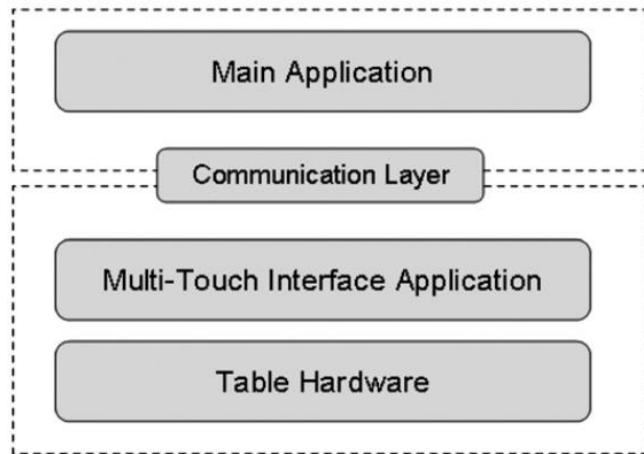 Main Application
Communication Layer
Multi-Touch Interface Application
Table Hardware